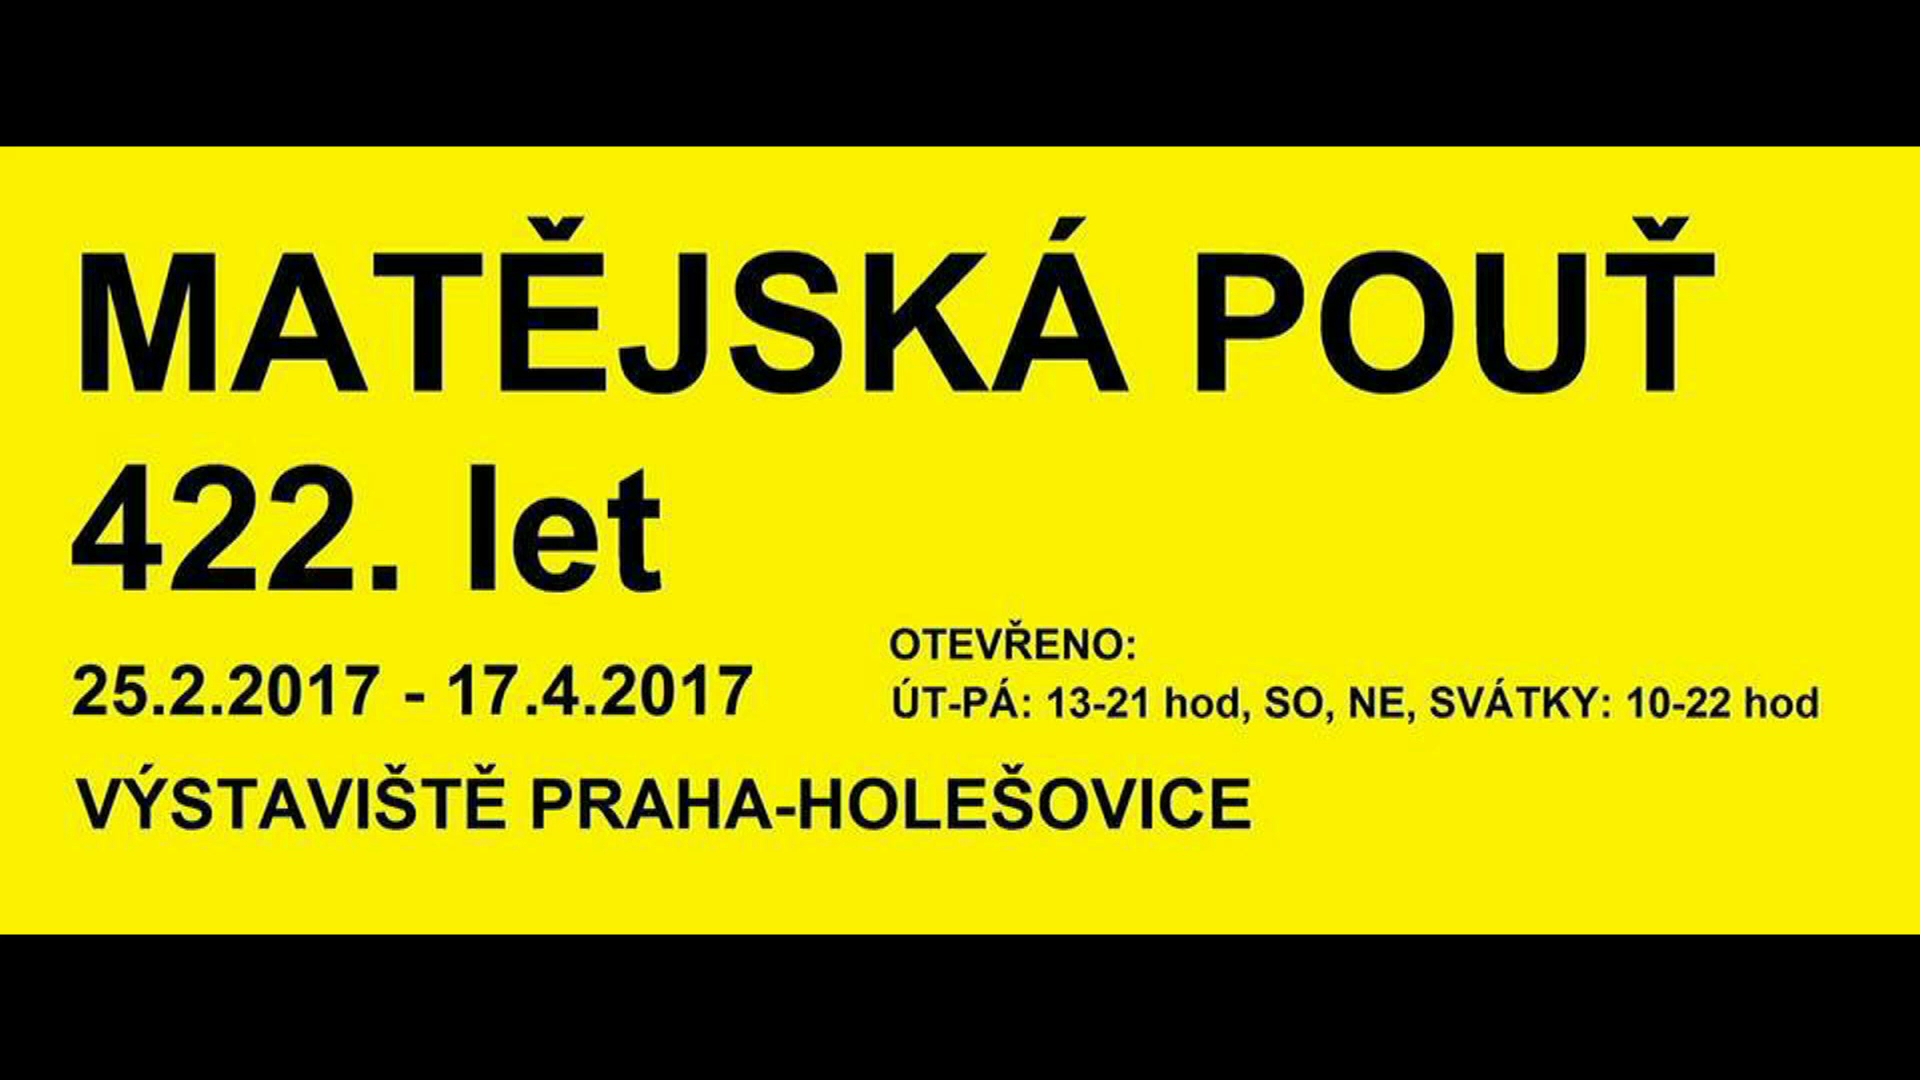 MATĚJSKÁ POUŤ
422. let
25.2.2017 - 17.4.2017
OTEVŘENO:
ÚT-PÁ: 13-21 hod, SO, NE, SVÁTKY: 10-22 hod
VÝSTAVIŠTĚ PRAHA-HOLEŠOVICE